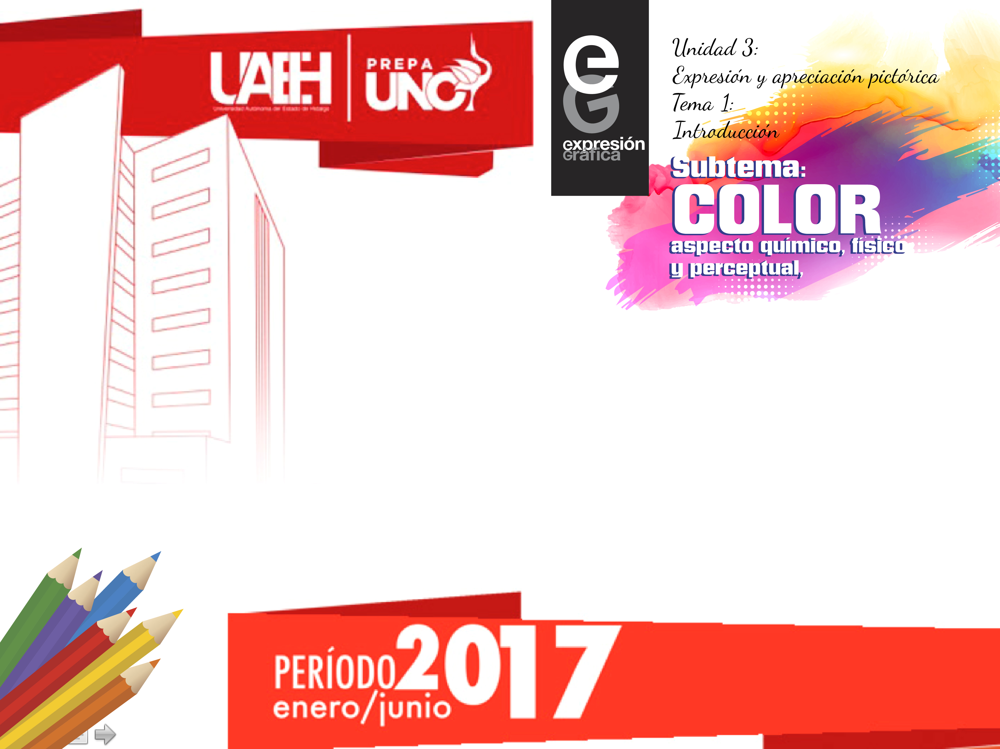 UAEH
Universidad Autónoma del Estado de Hidalgo
PREPA
UNO
eG
expresión
Gráfica
Unidad 3:
Expresión y apreciación pictórica
Tema 1:
Introducción
Subtema:
COLOR
aspecto químico, físico
y perceptual,
PERÍODO 2017
enero/junio